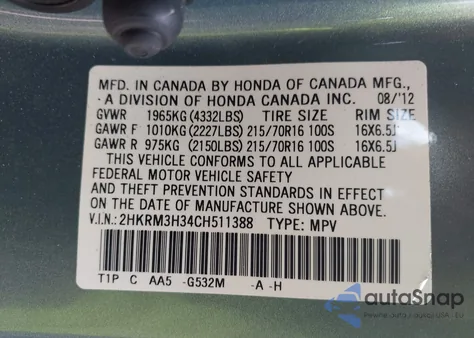 MFD. IN CANADA BY HONDA OF CANADA MFG.,
A DIVISION OF HONDA CANADA INC. 08/'12
GVWR 1965KG (4332LBS) TIRE SIZE RIM SIZE
GAWR F 1010KG (2227LBS) 215/70R16 100S 16X6.5J
GAWR R 975KG (2150LBS) 215/70R16 100S 16X6.5J
THIS VEHICLE CONFORMS TO ALL APPLICABLE
FEDERAL MOTOR VEHICLE SAFETY
AND THEFT PREVENTION STANDARDS IN EFFECT
ON THE DATE OF MANUFACTURE SHOWN ABOVE.
V.I.N.: 2HKRM3H34CH511388 TYPE: MPV
T1P C AA5 -G532M -A -H
autoSnap